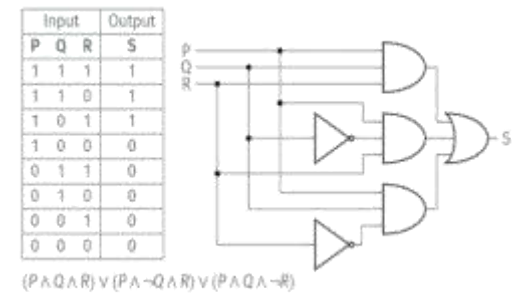 Input Output
P Q R S
1 1 1 1
1 1 0 1
1 0 1 1
1 0 0 0
0 1 1 0
0 1 0 0
0 0 1 0
0 0 0 0
P
Q
R
S
(P ∧ Q ∧ R) ∨ (P ∧ ¬Q ∧ R) ∨ (P ∧ Q ∧ ¬R)